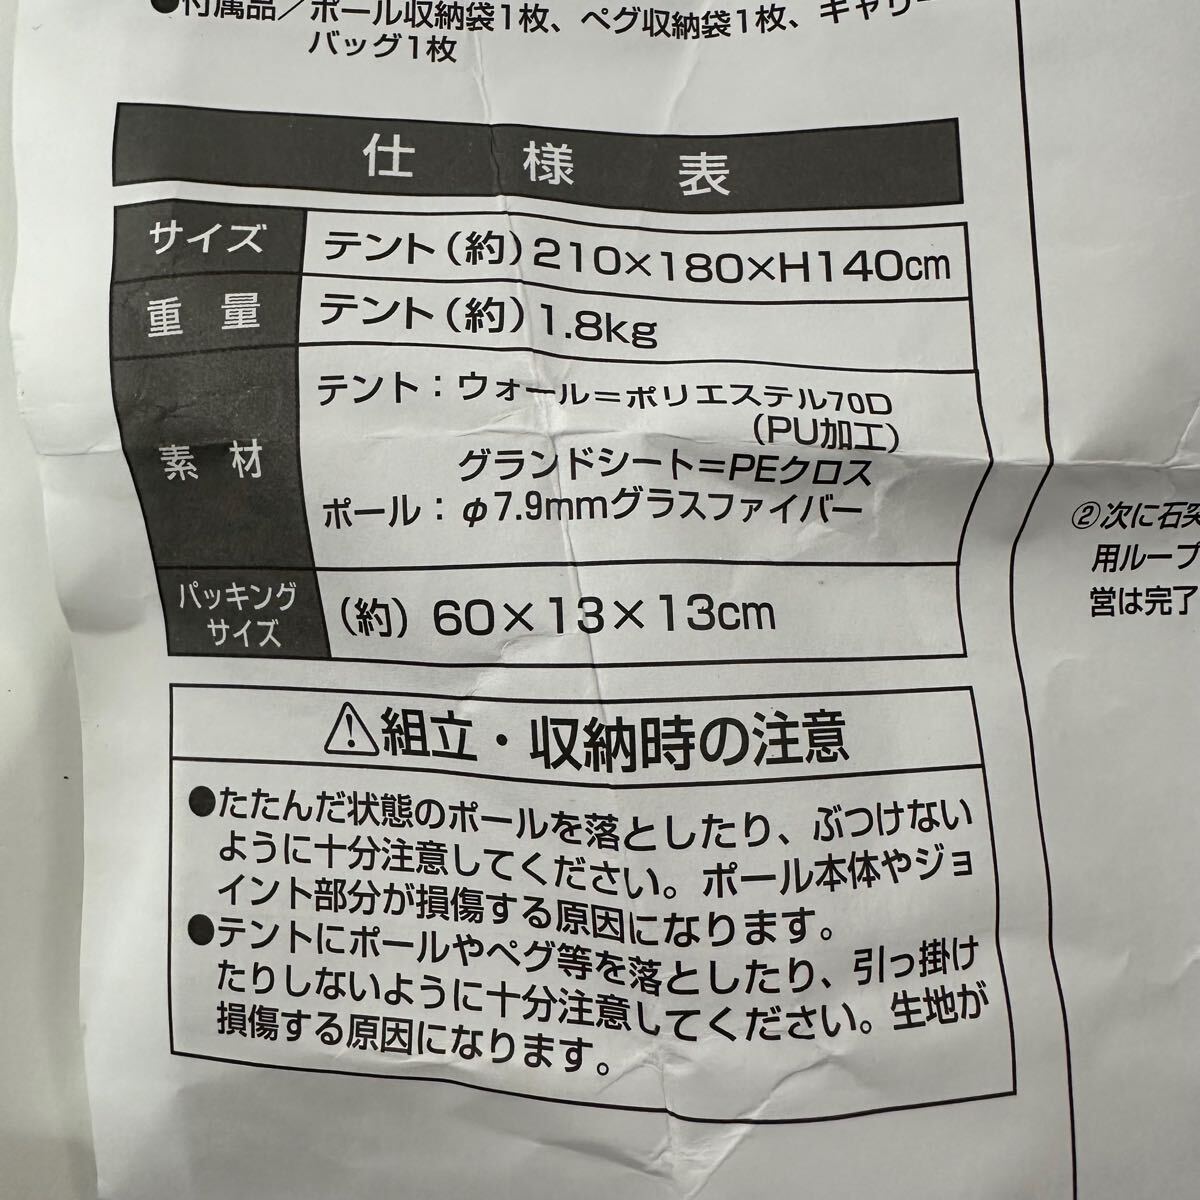 ●付属品／ポール収納袋1枚、ペグ収納袋1枚、キャリー
バッグ1枚
仕様表
サイズ テント(約)210×180×H140cm
重量 テント(約)1.8kg
素材 テント：ウォール＝ポリエステル70D
(PU加工)
グランドシート＝PEクロス
ポール：φ7.9mmグラスファイバー
パッキング
サイズ (約) 60×13×13cm
⚠組立・収納時の注意
●たたんだ状態のポールを落としたり、ぶつけない
ように十分注意してください。ポール本体やジョ
イント部分が損傷する原因になります。
●テントにポールやペグ等を落としたり、引っ掛け
たりしないように十分注意してください。生地が
損傷する原因になります。
②次に石突
用ループ
営は完了